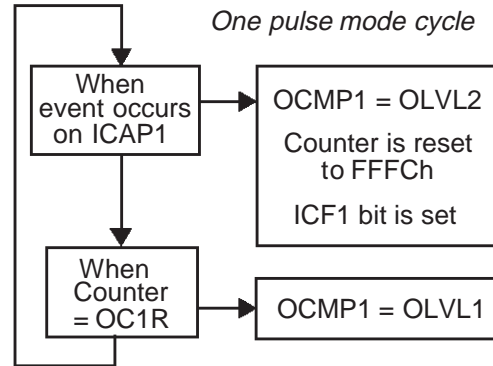 One pulse mode cycle
When
event occurs
on ICAP1
OCMP1 = OLVL2
Counter is reset
to FFFCh
ICF1 bit is set
When
Counter
= OC1R
OCMP1 = OLVL1